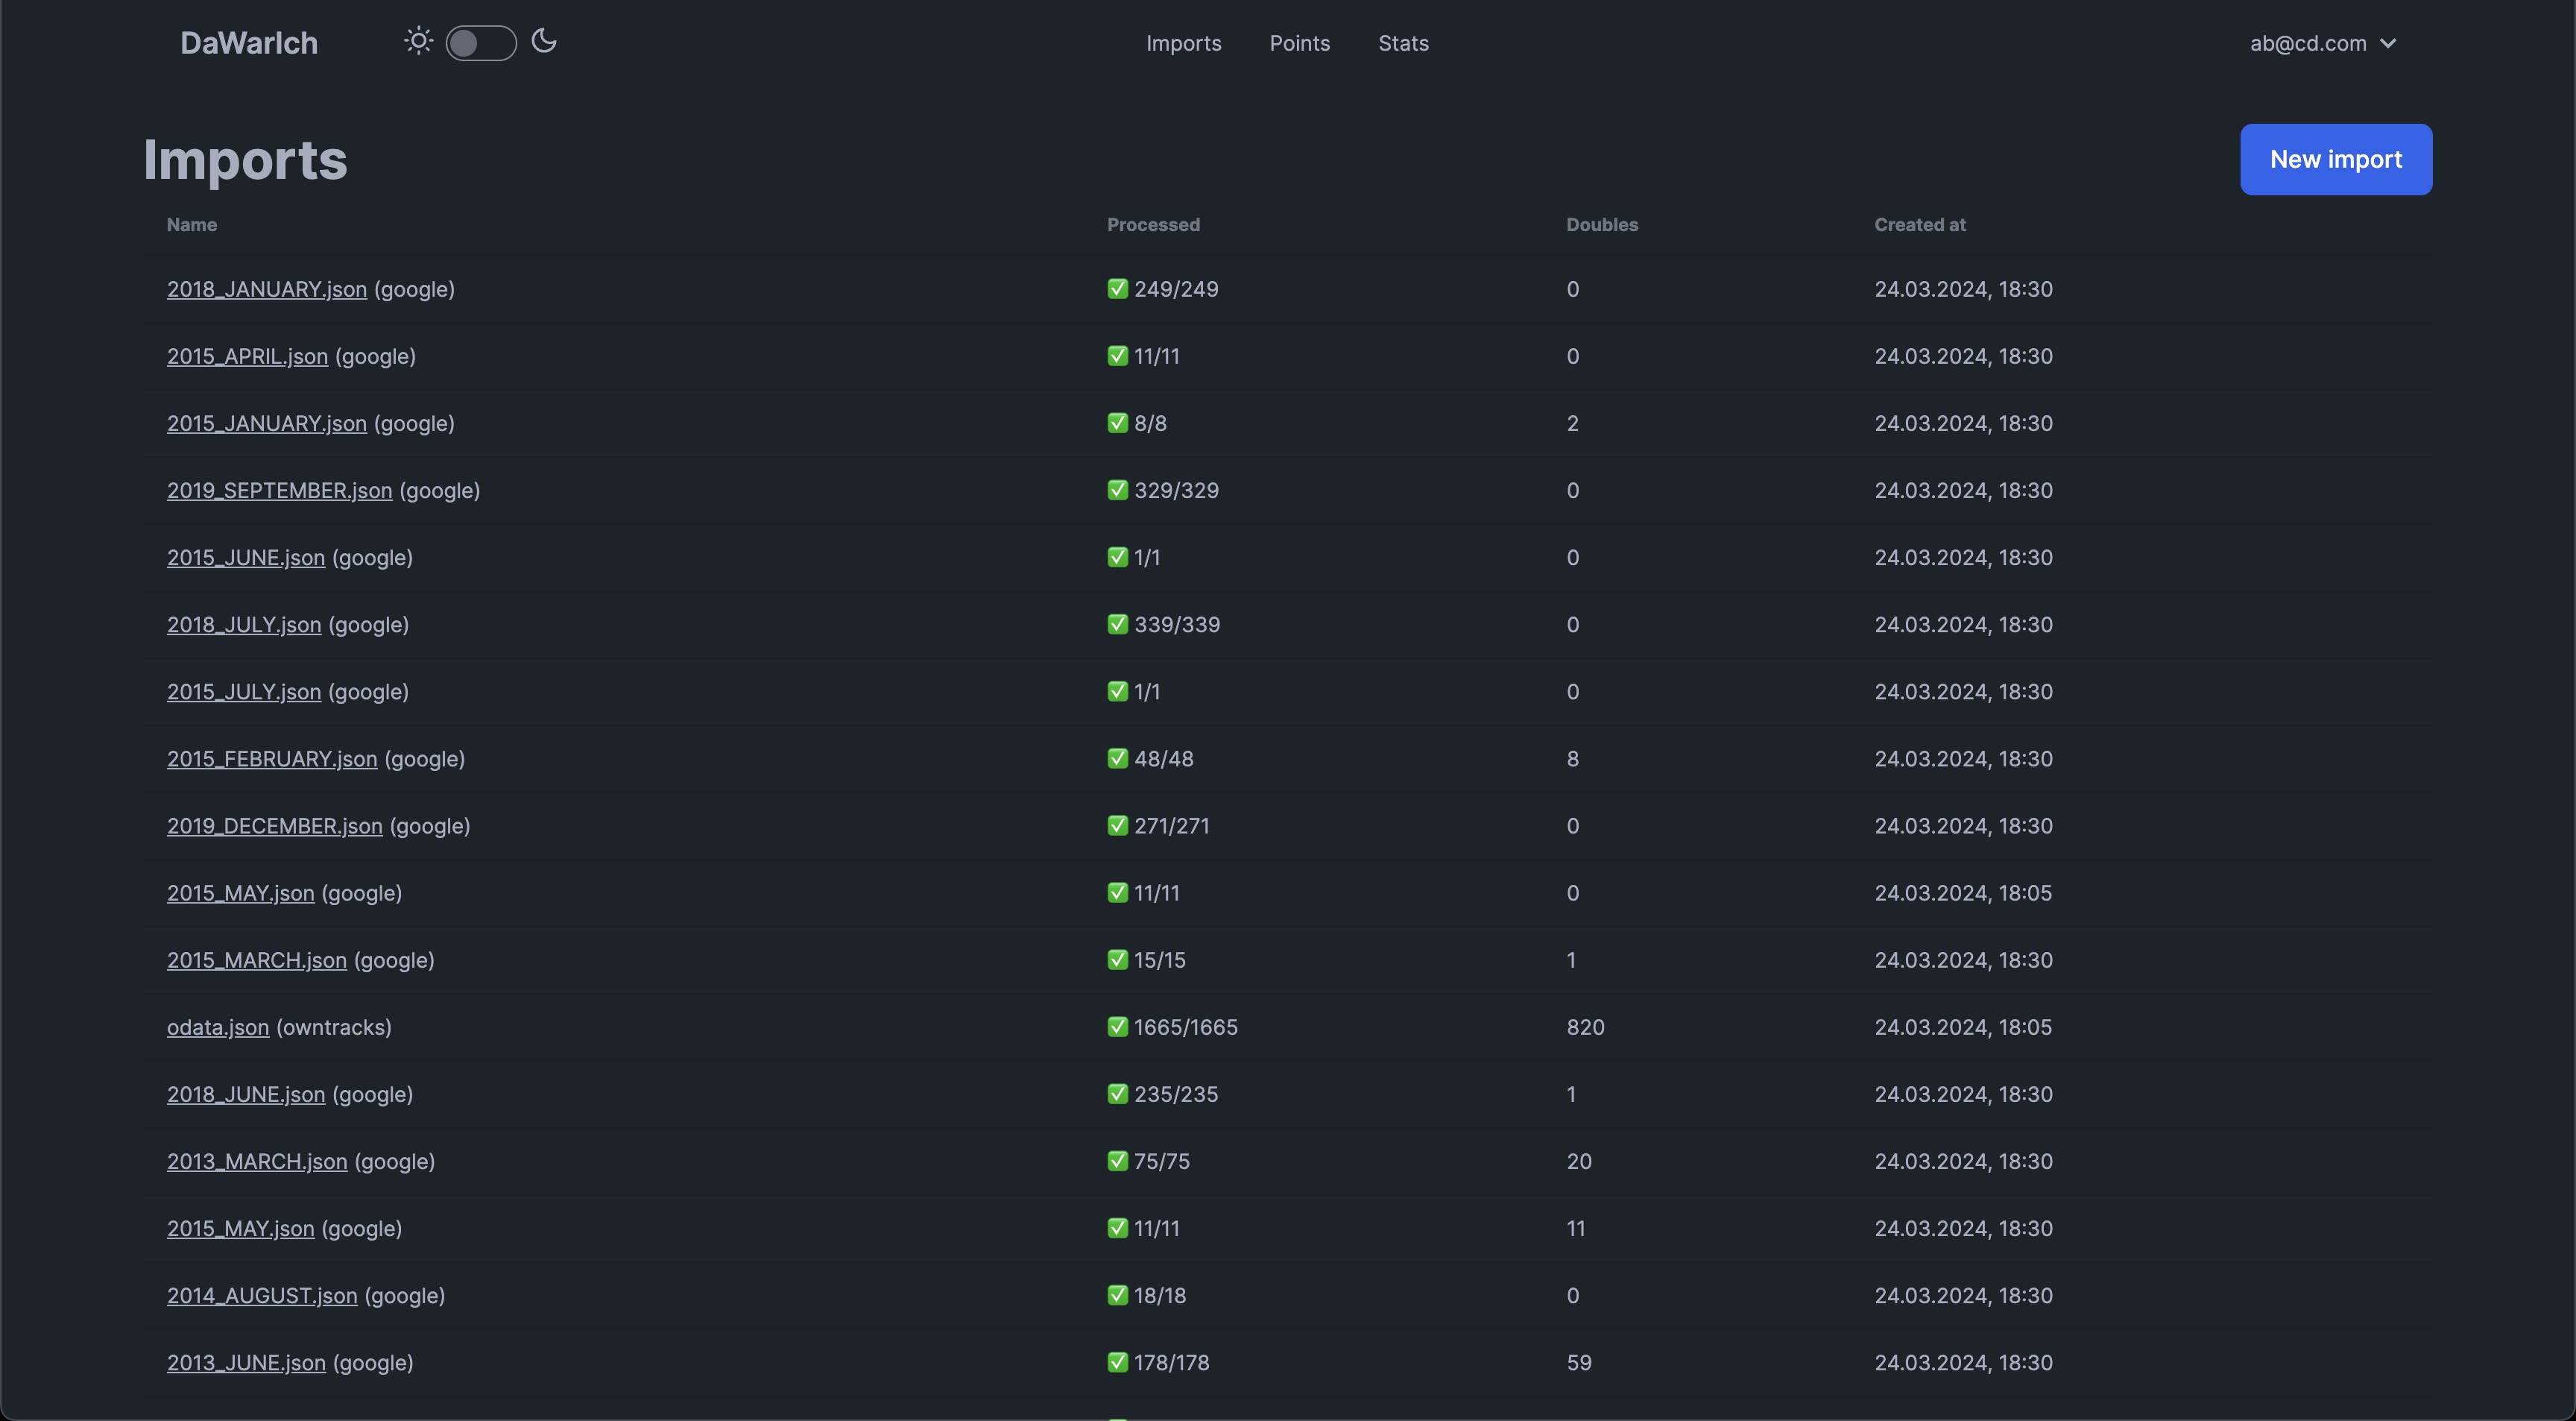 DaWarIch Imports Points Stats ab@cd.com
Imports New import
Name Processed Doubles Created at
2018_JANUARY.json (google) ✅ 249/249 0 24.03.2024, 18:30
2015_APRIL.json (google) ✅ 11/11 0 24.03.2024, 18:30
2015_JANUARY.json (google) ✅ 8/8 2 24.03.2024, 18:30
2019_SEPTEMBER.json (google) ✅ 329/329 0 24.03.2024, 18:30
2015_JUNE.json (google) ✅ 1/1 0 24.03.2024, 18:30
2018_JULY.json (google) ✅ 339/339 0 24.03.2024, 18:30
2015_JULY.json (google) ✅ 1/1 0 24.03.2024, 18:30
2015_FEBRUARY.json (google) ✅ 48/48 8 24.03.2024, 18:30
2019_DECEMBER.json (google) ✅ 271/271 0 24.03.2024, 18:30
2015_MAY.json (google) ✅ 11/11 0 24.03.2024, 18:05
2015_MARCH.json (google) ✅ 15/15 1 24.03.2024, 18:30
odata.json (owntracks) ✅ 1665/1665 820 24.03.2024, 18:05
2018_JUNE.json (google) ✅ 235/235 1 24.03.2024, 18:30
2013_MARCH.json (google) ✅ 75/75 20 24.03.2024, 18:30
2015_MAY.json (google) ✅ 11/11 11 24.03.2024, 18:30
2014_AUGUST.json (google) ✅ 18/18 0 24.03.2024, 18:30
2013_JUNE.json (google) ✅ 178/178 59 24.03.2024, 18:30